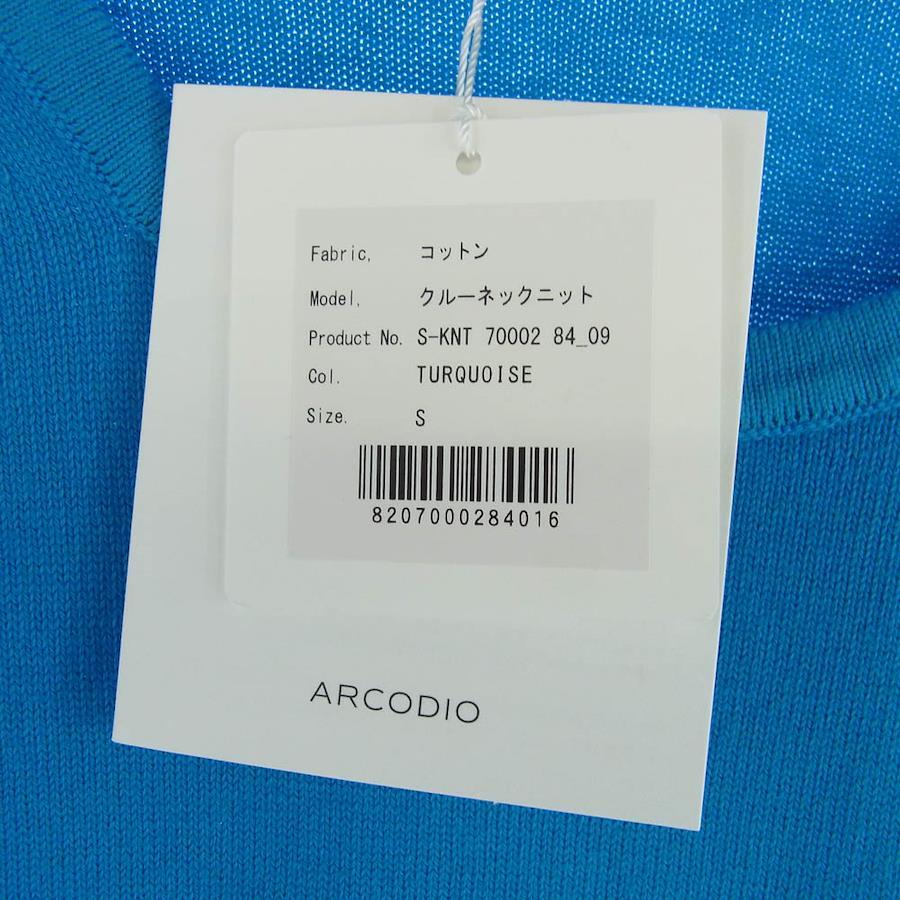 Fabric. コットン
Model. クルーネックニット
Product No. S-KNT 70002 84_09
Col. TURQUOISE
Size. S
8207000284016
ARCODIO